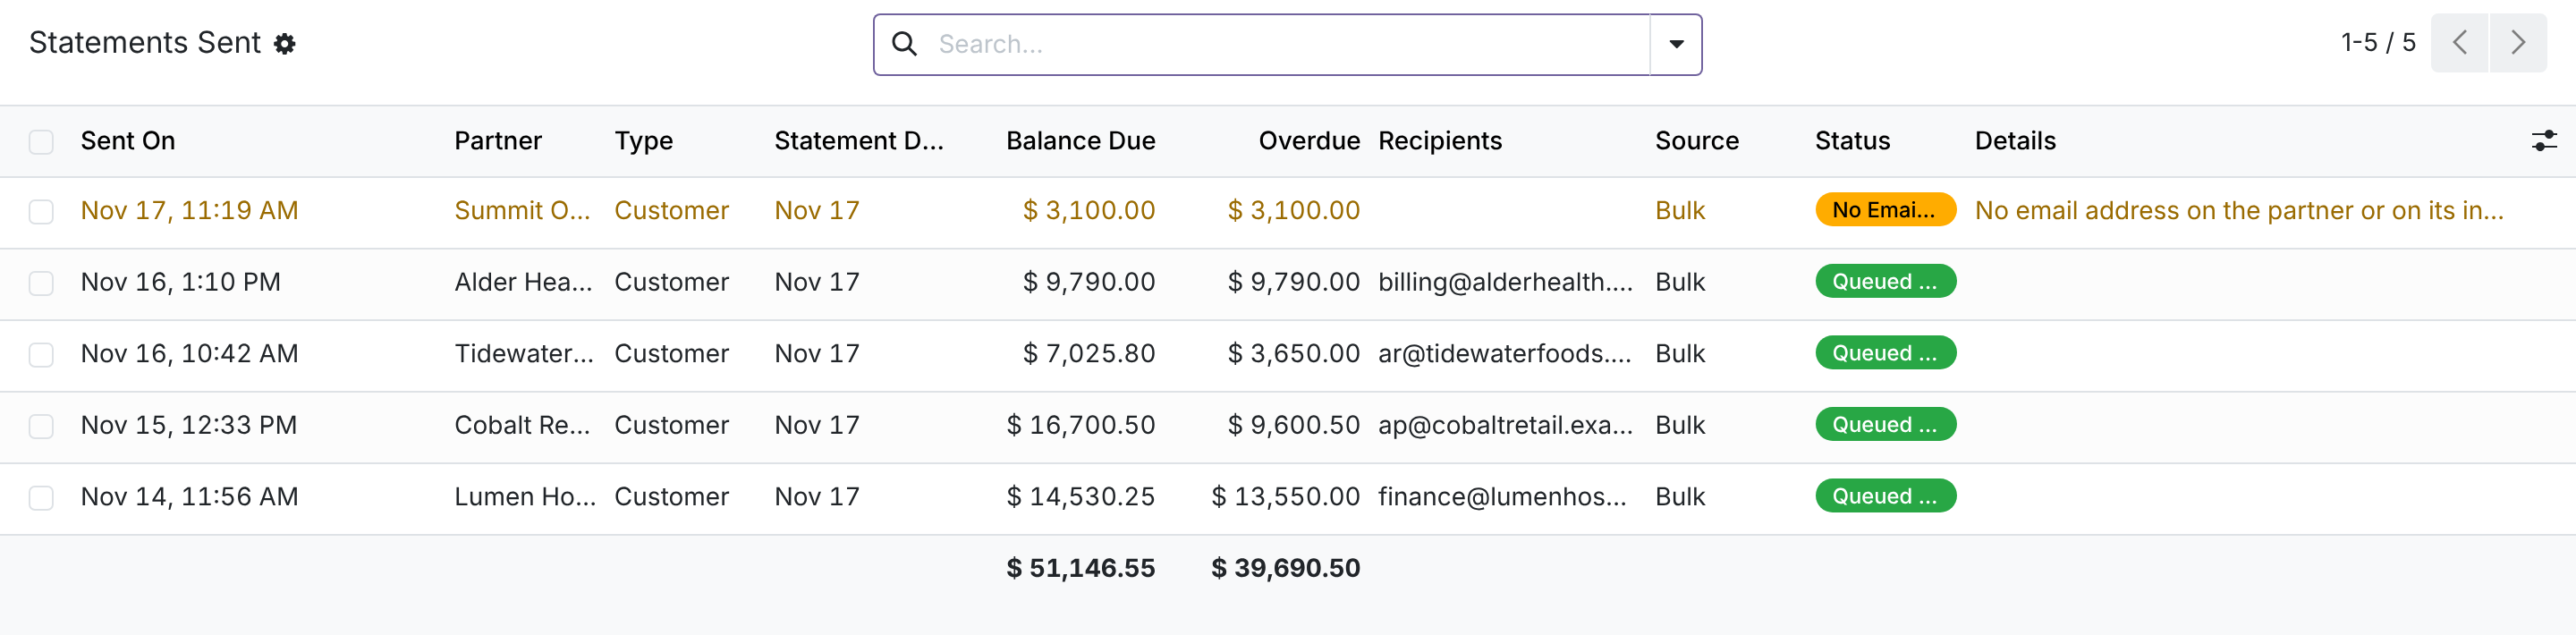 Statements Sent
Search...
1-5 / 5
Sent On Partner Type Statement D... Balance Due Overdue Recipients Source Status Details
Nov 17, 11:19 AM Summit O... Customer Nov 17 $ 3,100.00 $ 3,100.00 Bulk No Emai... No email address on the partner or on its in...
Nov 16, 1:10 PM Alder Hea... Customer Nov 17 $ 9,790.00 $ 9,790.00 billing@alderhealth.... Bulk Queued ...
Nov 16, 10:42 AM Tidewater... Customer Nov 17 $ 7,025.80 $ 3,650.00 ar@tidewaterfoods.... Bulk Queued ...
Nov 15, 12:33 PM Cobalt Re... Customer Nov 17 $ 16,700.50 $ 9,600.50 ap@cobaltretail.exa... Bulk Queued ...
Nov 14, 11:56 AM Lumen Ho... Customer Nov 17 $ 14,530.25 $ 13,550.00 finance@lumenhos... Bulk Queued ...
$ 51,146.55 $ 39,690.50